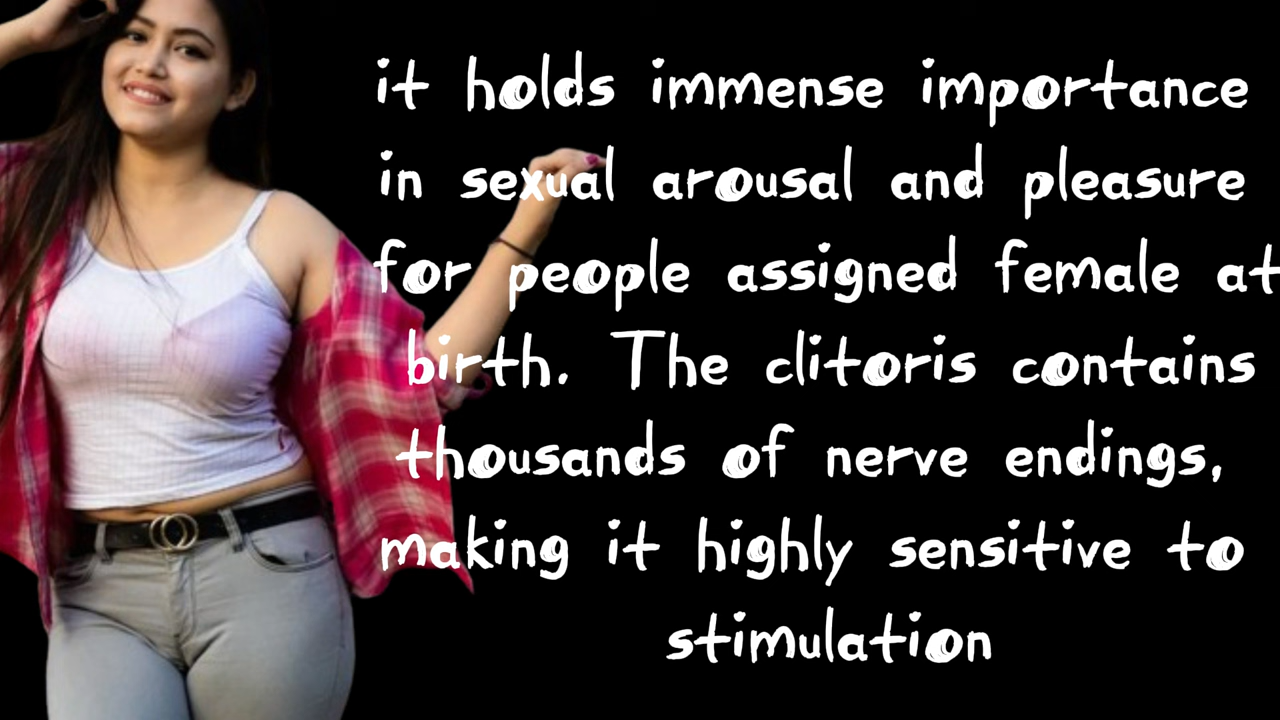 it holds immense importance
in sexual arousal and pleasure
for people assigned female at
birth. The clitoris contains
thousands of nerve endings,
making it highly sensitive to
stimulation